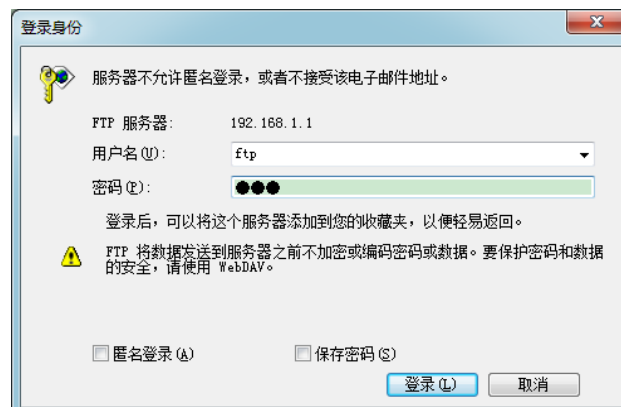 登录身份
服务器不允许匿名登录，或者不接受该电子邮件地址。
FTP 服务器: 192.168.1.1
用户名(U): ftp
密码(P): ●●●
登录后，可以将这个服务器添加到您的收藏夹，以便轻易返回。
FTP 将数据发送到服务器之前不加密或编码密码或数据。要保护密码和数据
的安全，请使用 WebDAV。
匿名登录(A) 保存密码(S)
登录(L) 取消